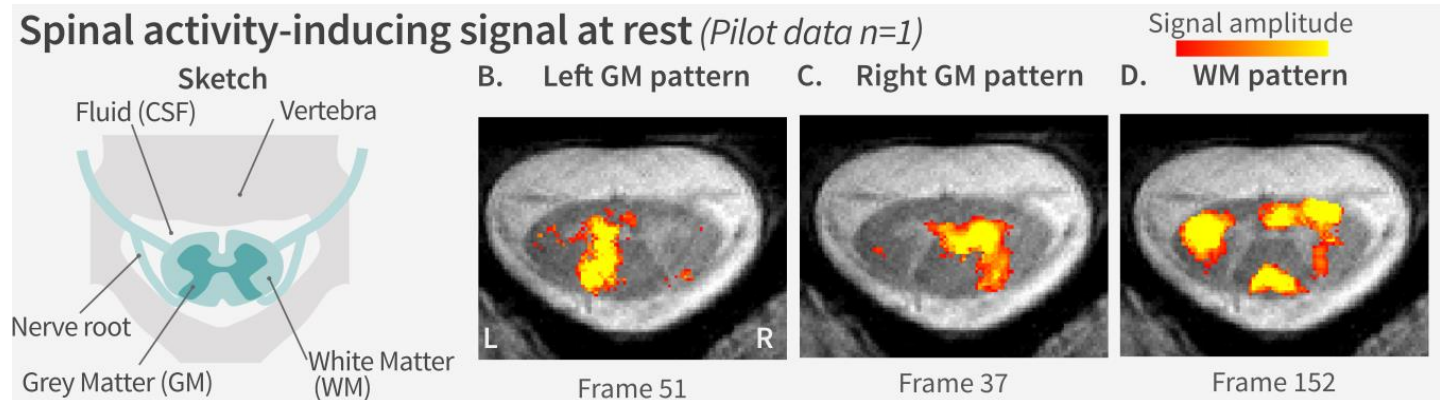 Spinal activity-inducing signal at rest (Pilot data n=1)
Signal amplitude
Sketch
Fluid (CSF)
Vertebra
Nerve root
Grey Matter (GM)
White Matter
(WM)
B. Left GM pattern
L
R
Frame 51
C. Right GM pattern
Frame 37
D. WM pattern
Frame 152